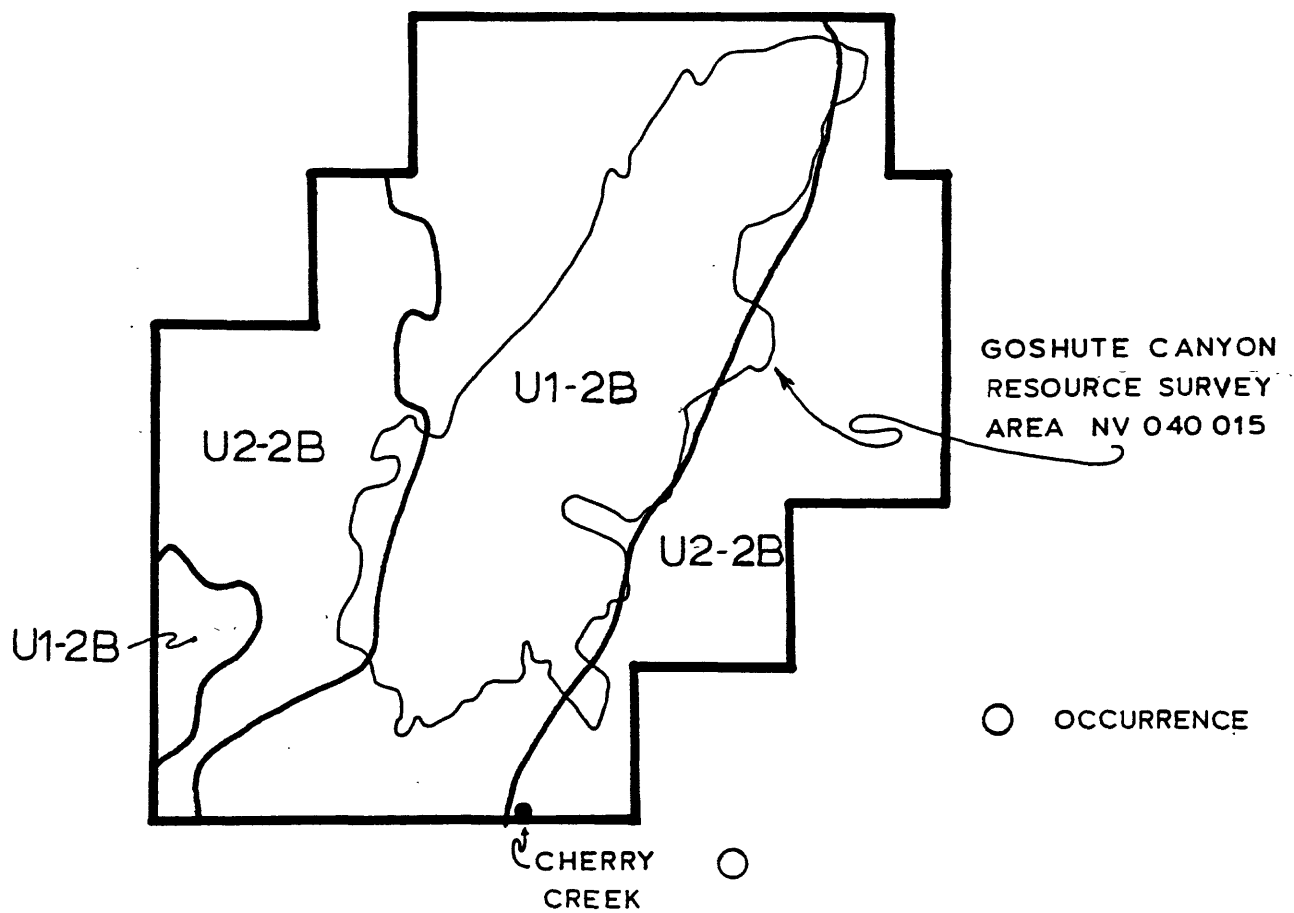 GOSHUTE CANYON
RESOURCE SURVEY
AREA NV 040 015
U1-2B
U2-2B
U2-2B
U1-2B
OCCURRENCE
CHERRY
CREEK